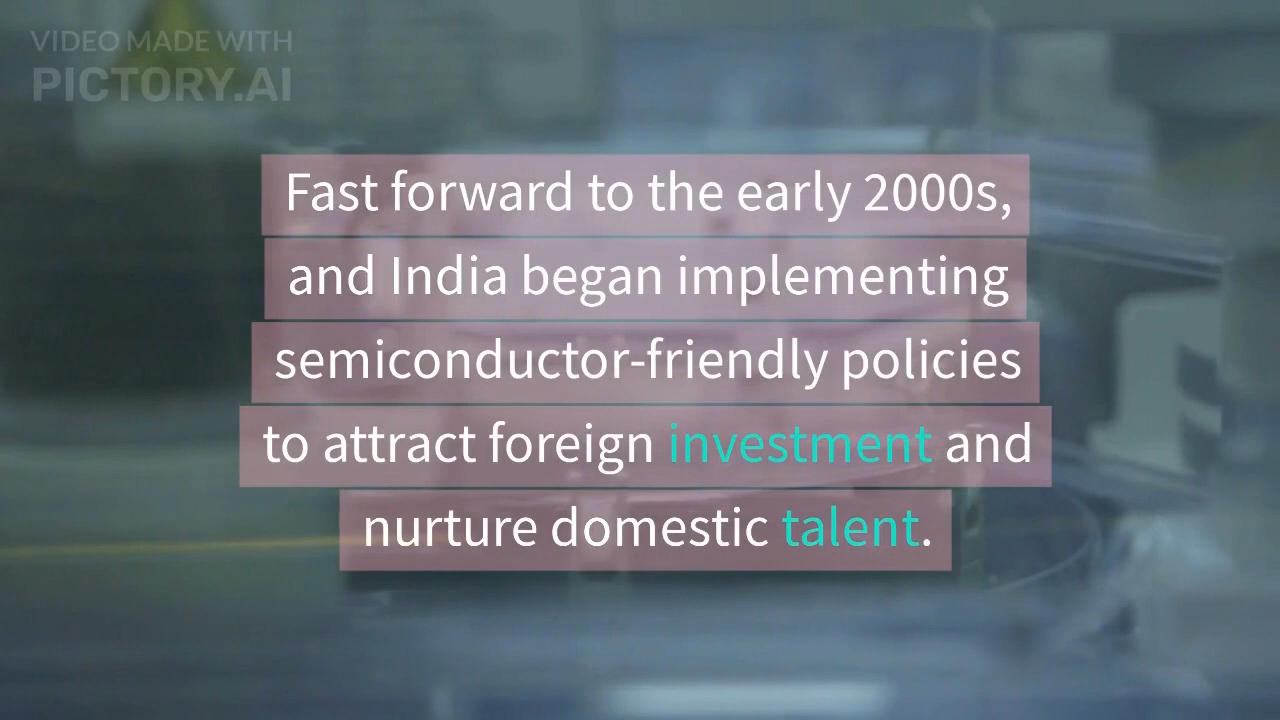 VIDEO MADE WITH
PICTORY.AI
Fast forward to the early 2000s,
and India began implementing
semiconductor-friendly policies
to attract foreign investment and
nurture domestic talent.